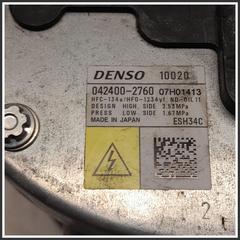 DENSO 10020
042400-2760 07H01413
HFC-134a/HFO-1234yf ND-OIL11
DESIGN HIGH SIDE 3.53MPa
PRESS LOW SIDE 1.67MPa
MADE IN JAPAN ESH34C
2